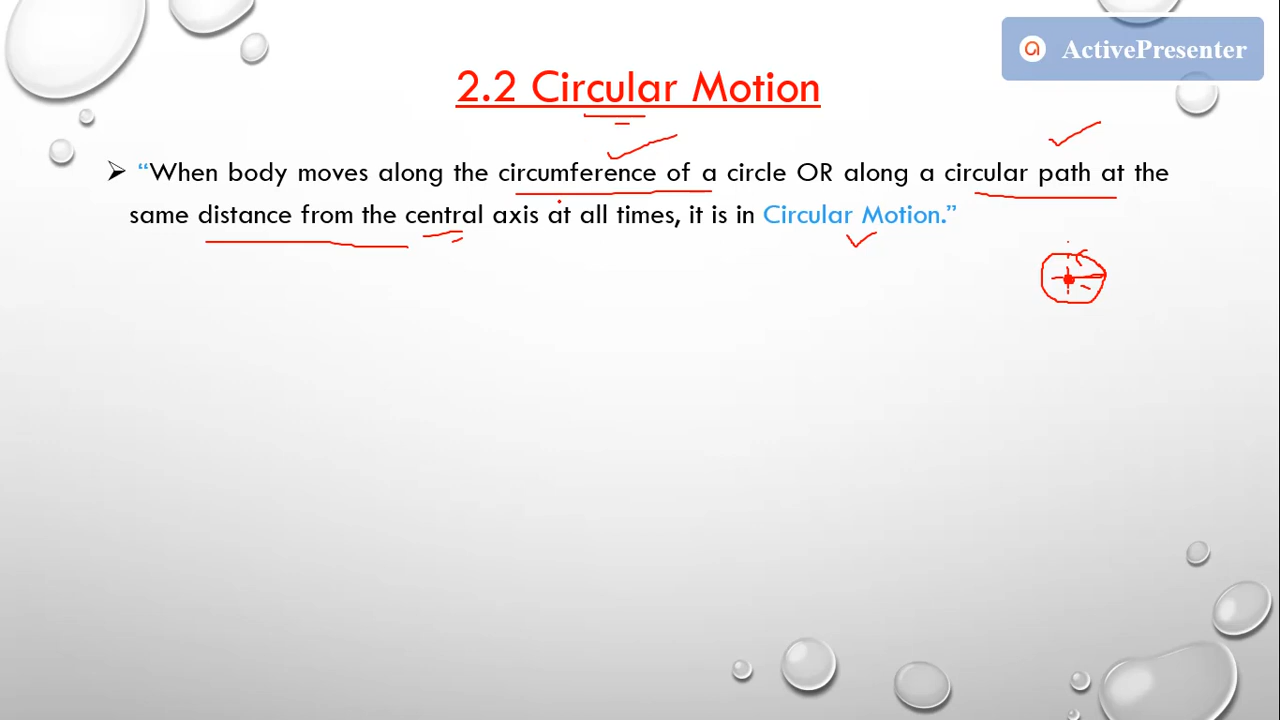 ActivePresenter
2.2 Circular Motion
➢ “When body moves along the circumference of a circle OR along a circular path at the
same distance from the central axis at all times, it is in Circular Motion.”